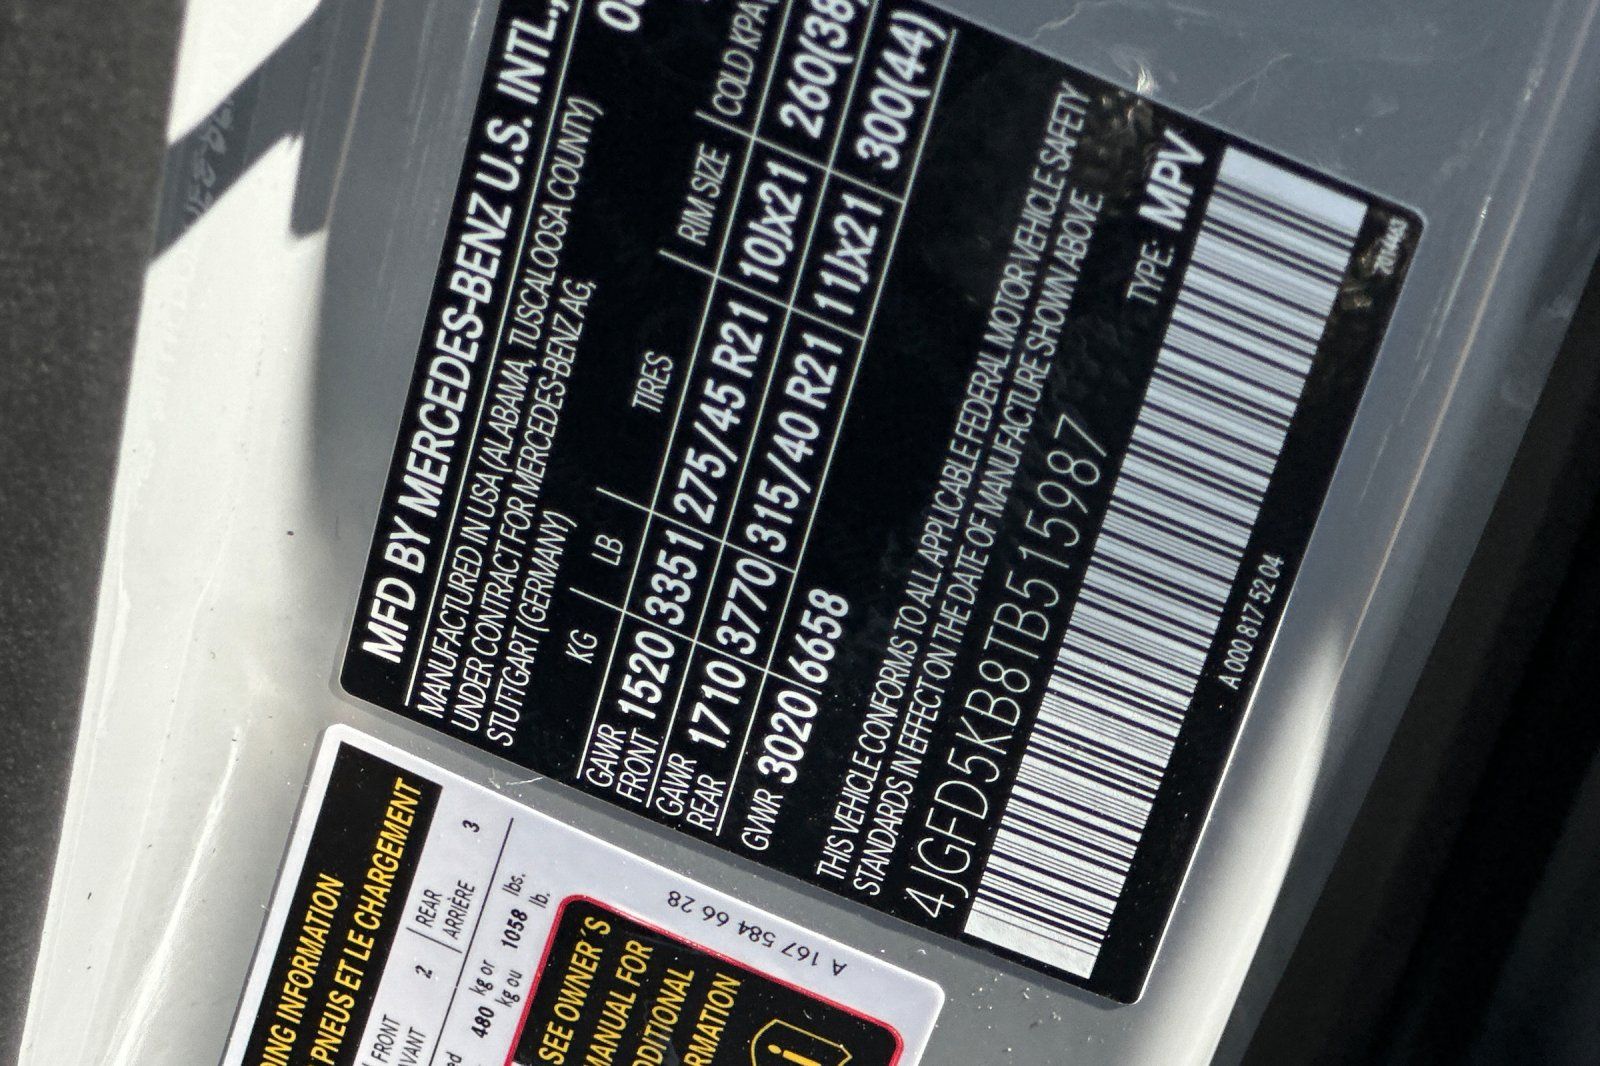 MFD BY MERCEDES-BENZ U.S. INTL.,
MANUFACTURED IN USA (ALABAMA, TUSCALOOSA COUNTY)
UNDER CONTRACT FOR MERCEDES-BENZ AG,
STUTTGART (GERMANY)
KG LB TIRES RIM SIZE COLD KPA
GAWR
FRONT 1520 3351 275/45 R21 10Jx21 260(38)
GAWR
REAR 1710 3770 315/40 R21 11Jx21 300(44)
GVWR 3020 6658
THIS VEHICLE CONFORMS TO ALL APPLICABLE FEDERAL MOTOR VEHICLE SAFETY
STANDARDS IN EFFECT ON THE DATE OF MANUFACTURE SHOWN ABOVE.
4JGFD5KB8TB515987 TYPE: MPV
A 000 817 52 04
DING INFORMATION
PNEUS ET LE CHARGEMENT
FRONT 2 REAR 3
AVANT ARRIÈRE
480 kg or 1058 lbs.
kg ou lb.
SEE OWNER'S
MANUAL FOR
ADDITIONAL
RMATION
i
A 167 584 66 28